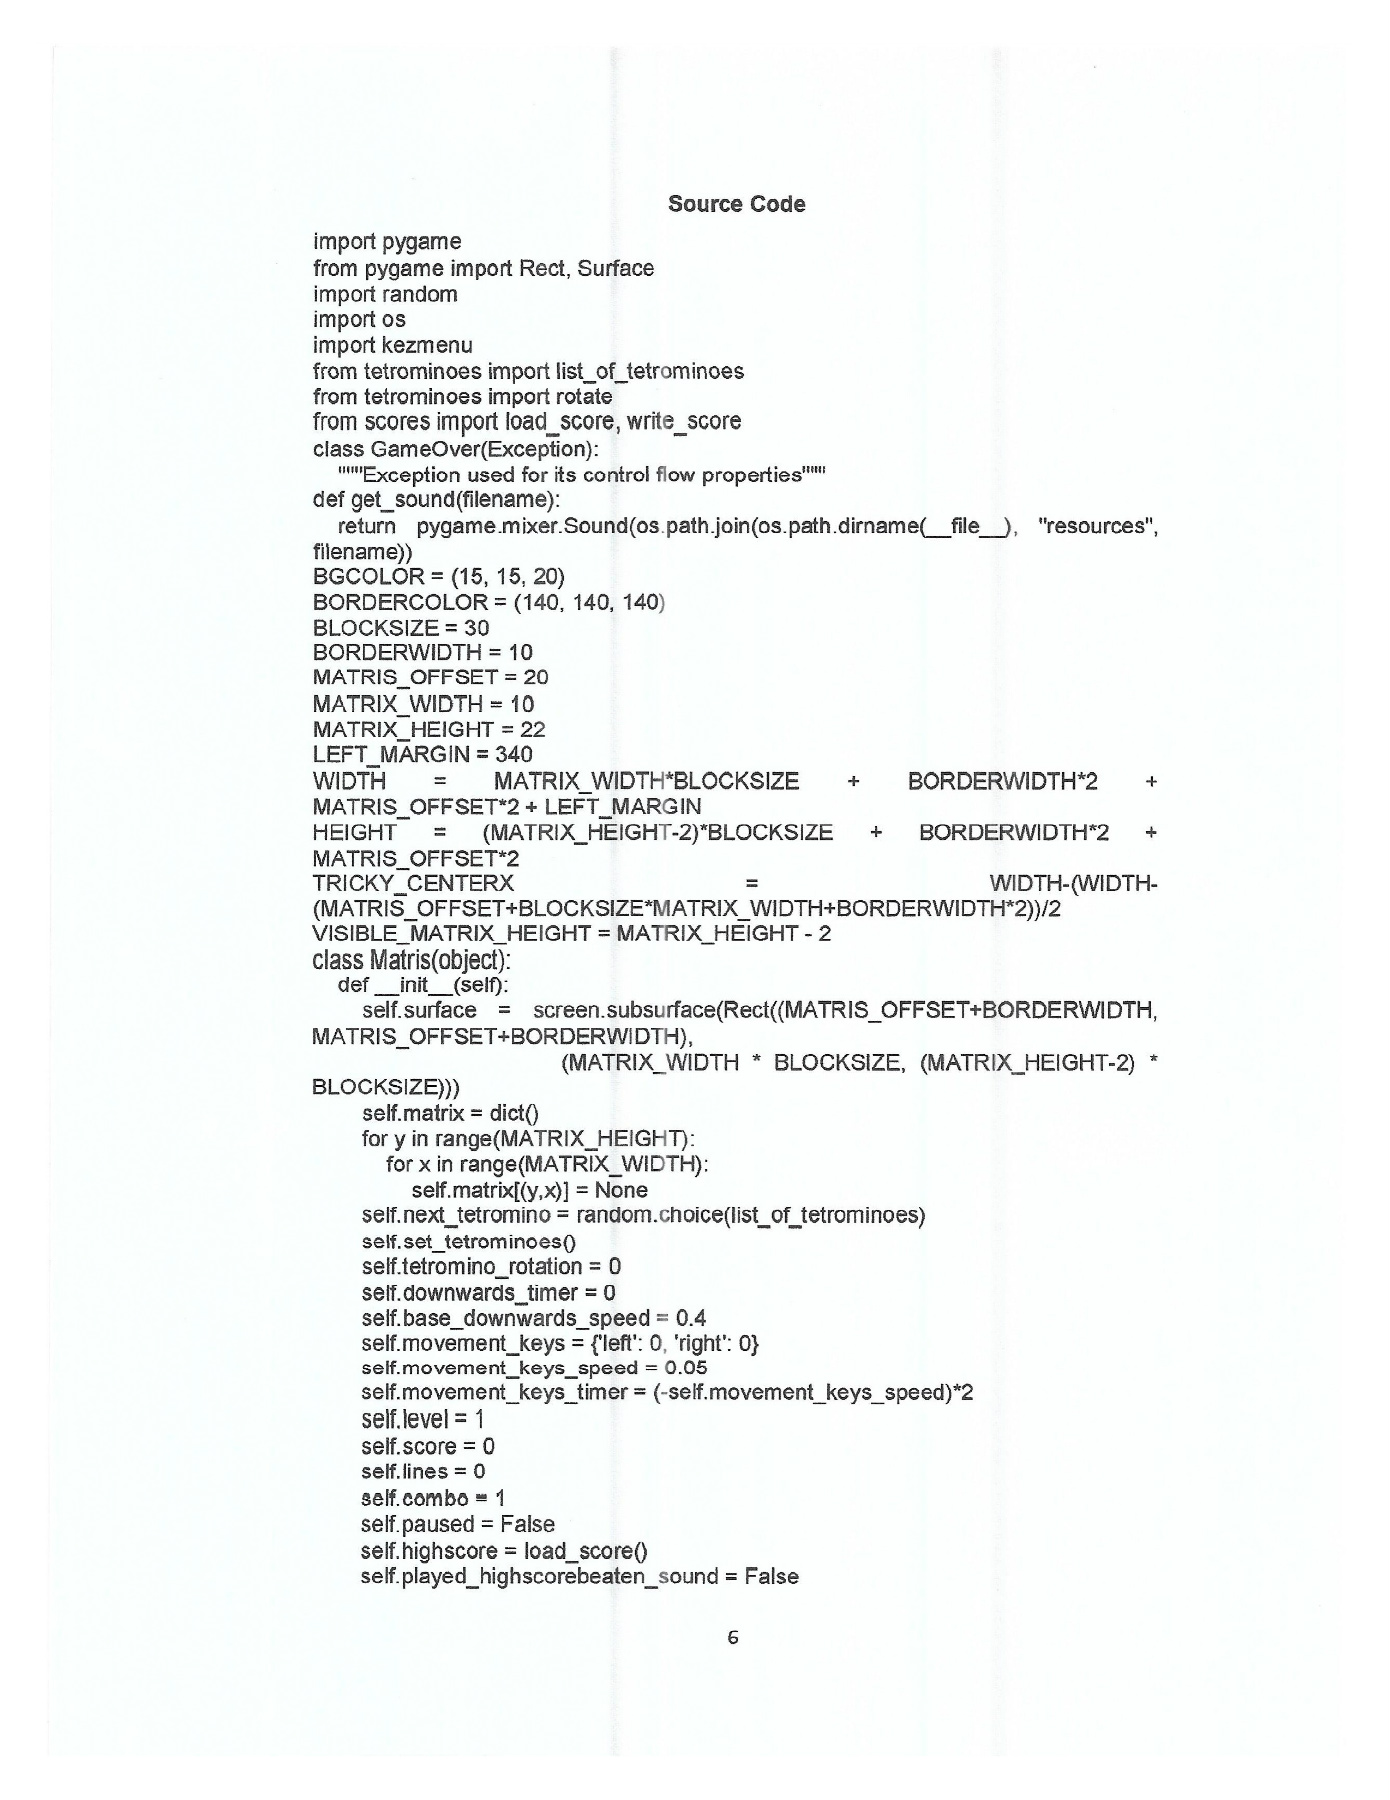 Source Code
import pygame
from pygame import Rect, Surface
import random
import os
import kezmenu
from tetrominoes import list_of_tetrominoes
from tetrominoes import rotate
from scores import load_score, write_score
class GameOver(Exception):
"""Exception used for its control flow properties"""
def get_sound(filename):
return pygame.mixer.Sound(os.path.join(os.path.dirname(__file__), "resources",
filename))
BGCOLOR = (15, 15, 20)
BORDERCOLOR = (140, 140, 140)
BLOCKSIZE = 30
BORDERWIDTH = 10
MATRIS_OFFSET = 20
MATRIX_WIDTH = 10
MATRIX_HEIGHT = 22
LEFT_MARGIN = 340
WIDTH = MATRIX_WIDTH*BLOCKSIZE + BORDERWIDTH*2 +
MATRIS_OFFSET*2 + LEFT_MARGIN
HEIGHT = (MATRIX_HEIGHT-2)*BLOCKSIZE + BORDERWIDTH*2 +
MATRIS_OFFSET*2
TRICKY_CENTERX = WIDTH-(WIDTH-
(MATRIS_OFFSET+BLOCKSIZE*MATRIX_WIDTH+BORDERWIDTH*2))/2
VISIBLE_MATRIX_HEIGHT = MATRIX_HEIGHT - 2
class Matris(object):
def __init__(self):
self.surface = screen.subsurface(Rect((MATRIS_OFFSET+BORDERWIDTH,
MATRIS_OFFSET+BORDERWIDTH),
(MATRIX_WIDTH * BLOCKSIZE, (MATRIX_HEIGHT-2) *
BLOCKSIZE)))
self.matrix = dict()
for y in range(MATRIX_HEIGHT):
for x in range(MATRIX_WIDTH):
self.matrix[(y,x)] = None
self.next_tetromino = random.choice(list_of_tetrominoes)
self.set_tetrominoes()
self.tetromino_rotation = 0
self.downwards_timer = 0
self.base_downwards_speed = 0.4
self.movement_keys = {'left': 0, 'right': 0}
self.movement_keys_speed = 0.05
self.movement_keys_timer = (-self.movement_keys_speed)*2
self.level = 1
self.score = 0
self.lines = 0
self.combo = 1
self.paused = False
self.highscore = load_score()
self.played_highscorebeaten_sound = False
6